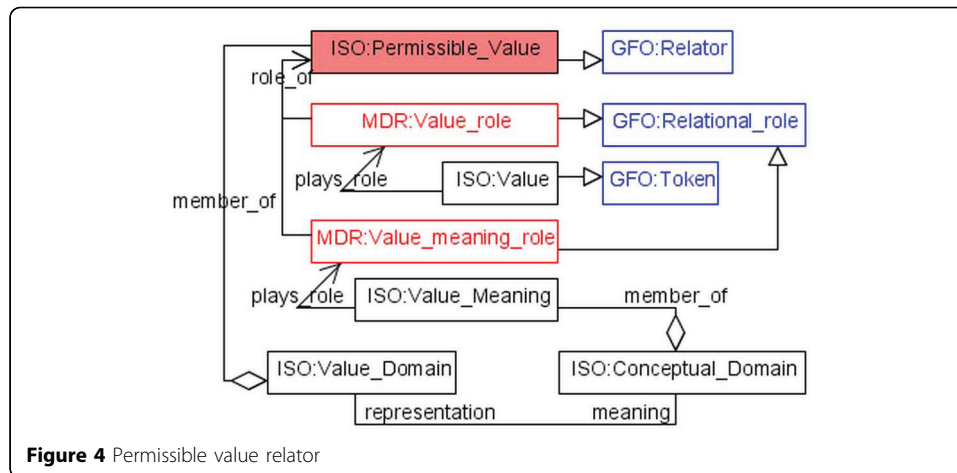 ISO:Permissible_Value
GFO:Relator
role_of
MDR:Value_role
GFO:Relational_role
plays_role
ISO:Value
GFO:Token
member_of
MDR:Value_meaning_role
plays_role
ISO:Value_Meaning
member_of
ISO:Value_Domain
ISO:Conceptual_Domain
representation
meaning
Figure 4 Permissible value relator